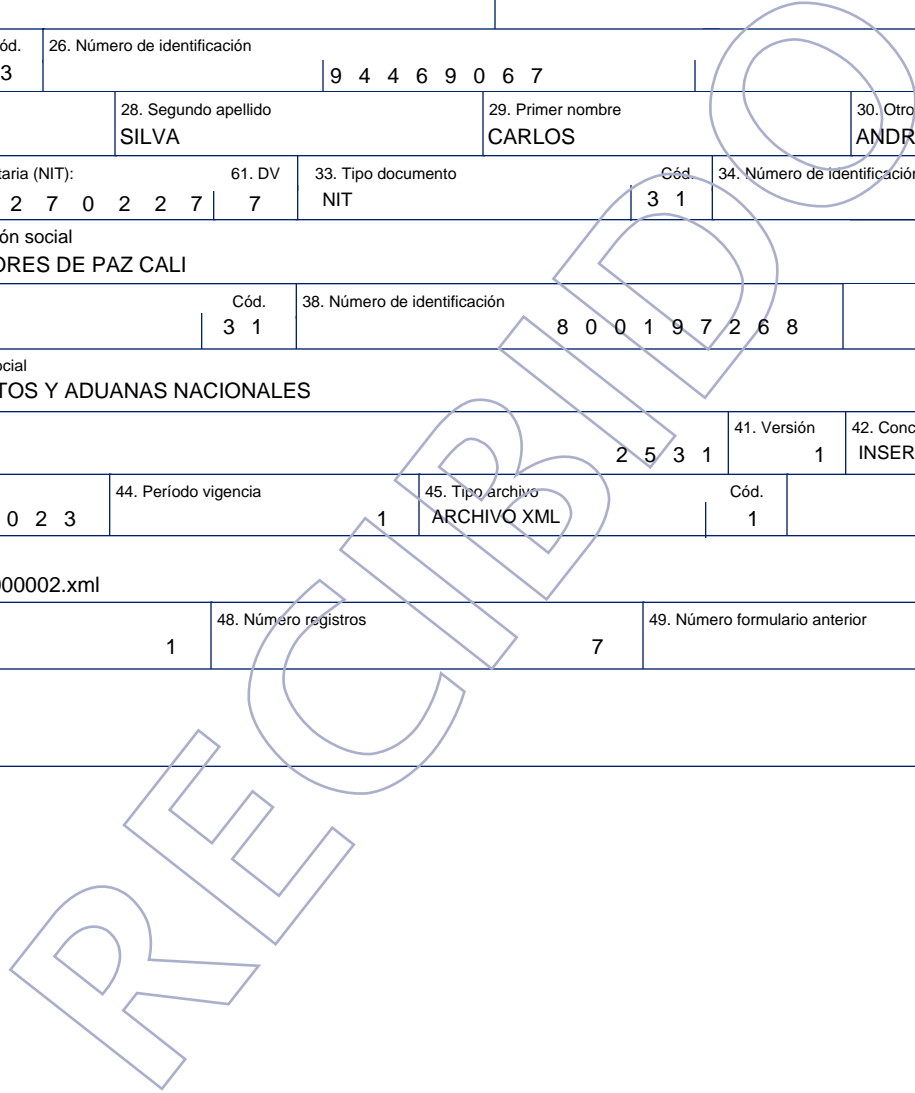 ód. 26. Número de identificación
3 9 4 4 6 9 0 6 7
28. Segundo apellido 29. Primer nombre 30. Otro
SILVA CARLOS ANDR
taria (NIT): 61. DV 33. Tipo documento Cód. 34. Número de identificación
2 7 0 2 2 7 7 NIT 3 1
ón social
ORES DE PAZ CALI
Cód. 38. Número de identificación
3 1 8 0 0 1 9 7 2 6 8
ocial
TOS Y ADUANAS NACIONALES
41. Versión 42. Conc
2 5 3 1 1 INSER
44. Período vigencia 45. Tipo archivo Cód.
0 2 3 1 ARCHIVO XML 1
000002.xml
48. Número registros 49. Número formulario anterior
1 7
RECIBIDO